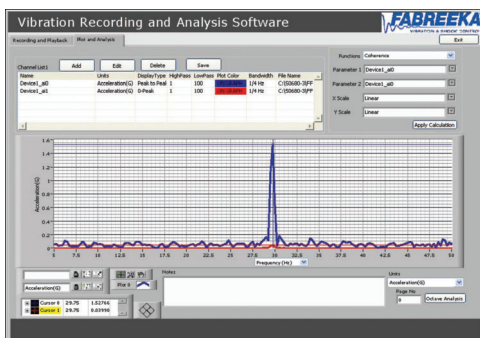 Vibration Recording and Analysis Software
FABREEKA
VIBRATION & SHOCK CONTROL
Recording and Playback Plot and Analysis
Exit
Channel List1 Add Edit Delete Save
Name Units DisplayType HighPass LowPass Plot Color Bandwidth File Name
Device1_ai0 Acceleration(G) Peak to Peak 1 100 1/4 Hz
Device1_ai1 Acceleration(G) 0-Peak 1 100 1/4 Hz
Functions Coherence
Parameter 1 Device1_ai0
Parameter 2 Device1_ai0
X Scale Linear
Y Scale Linear
Apply Calculation
Acceleration(G)
1.6
1.4
1.2
1
0.8
0.6
0.4
0.2
0
5 7.5 10 12.5 15 17.5 20 22.5 25 27.5 30 32.5 35 37.5 40 42.5 45 47.5 50
Frequency (Hz)
Acceleration(G)
Plot 0
Notes
Units
Acceleration(G)
Page No
0
Octave Analysis
Cursor 0 29.75 1.52766
Cursor 1 29.75